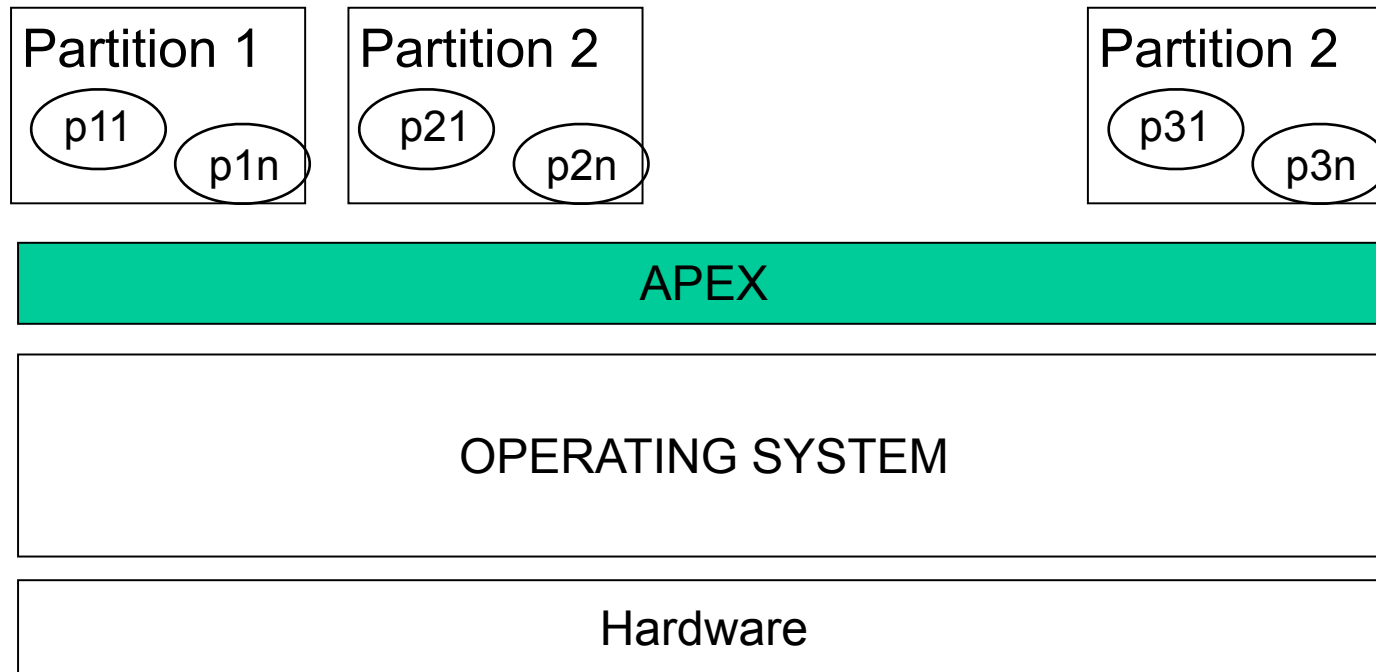 Partition 1
p11
p1n
Partition 2
p21
p2n
Partition 2
p31
p3n
APEX
OPERATING SYSTEM
Hardware